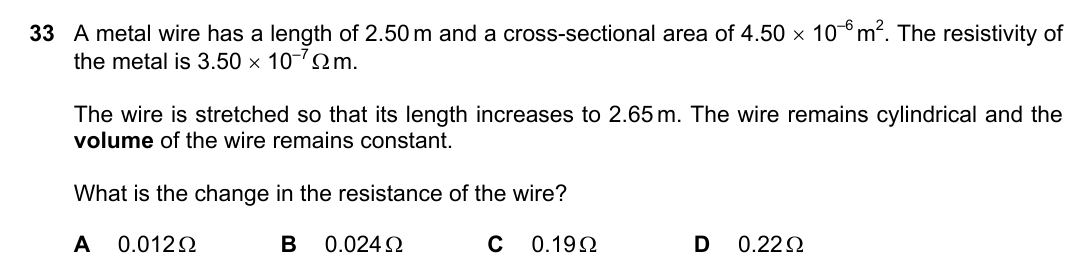 33 A metal wire has a length of 2.50 m and a cross-sectional area of 4.50 × 10⁻⁶ m². The resistivity of
the metal is 3.50 × 10⁻⁷ Ω m.
The wire is stretched so that its length increases to 2.65 m. The wire remains cylindrical and the
volume of the wire remains constant.
What is the change in the resistance of the wire?
A 0.012 Ω B 0.024 Ω C 0.19 Ω D 0.22 Ω